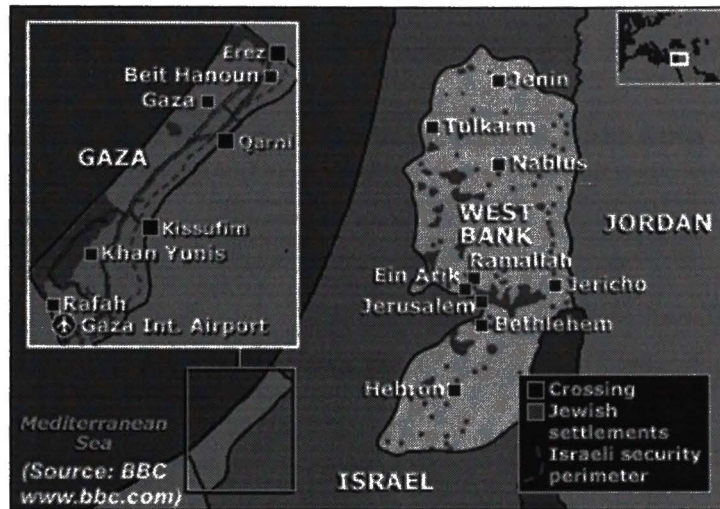 Erez
Beit Hanoun
Gaza
Qarni
GAZA
Kissufim
Khan Yunis
Rafah
Gaza Int. Airport
Jenin
Tulkarm
Nablus
WEST
BANK
JORDAN
Ramallah
Ein Arik
Jericho
Jerusalem
Bethlehem
Hebron
Mediterranean
Sea
(Source: BBC
www.bbc.com)
ISRAEL
Crossing
Jewish
settlements
Israeli security
perimeter